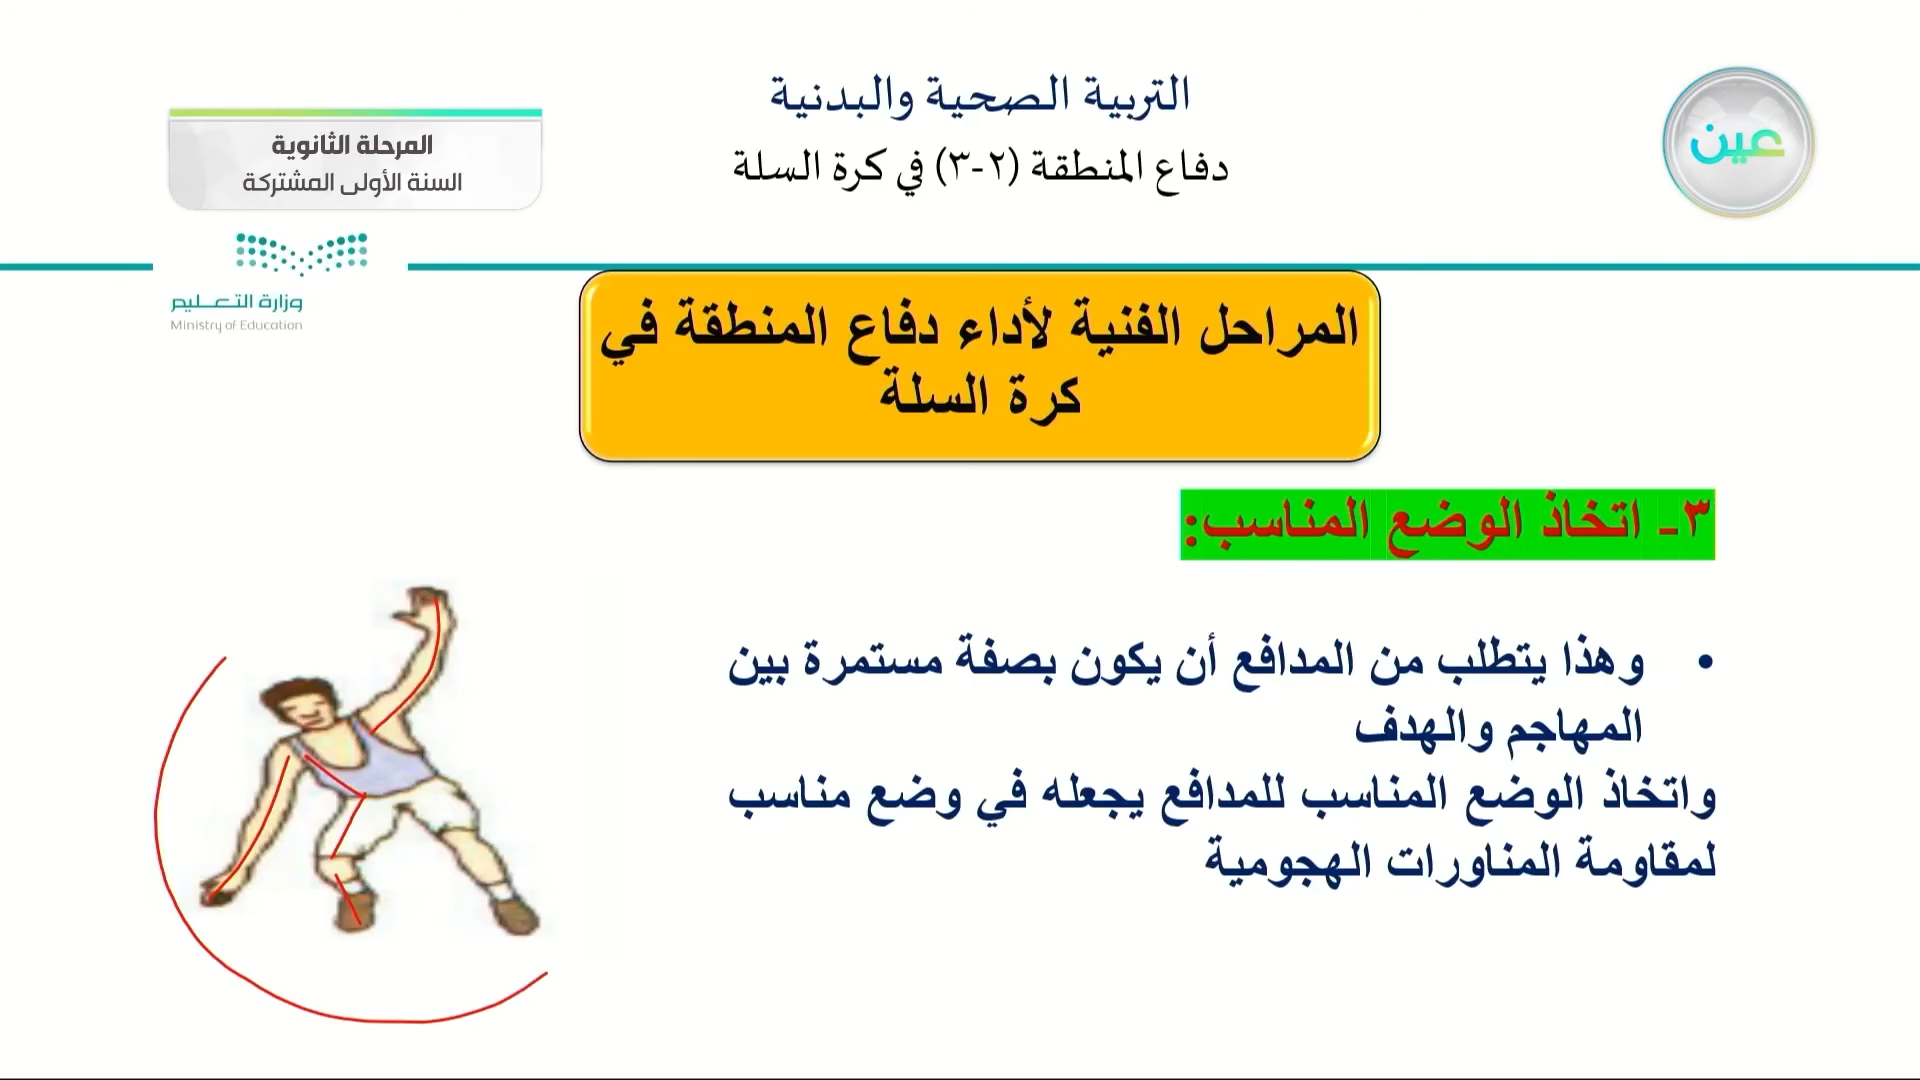 التربية الصحية والبدنية
دفاع المنطقة (٢-٣) في كرة السلة
عين
المرحلة الثانوية
السنة الأولى المشتركة
وزارة التعليم
Ministry of Education
المراحل الفنية لأداء دفاع المنطقة في
كرة السلة
٣- اتخاذ الوضع المناسب:
• وهذا يتطلب من المدافع أن يكون بصفة مستمرة بين
المهاجم والهدف
واتخاذ الوضع المناسب للمدافع يجعله في وضع مناسب
لمقاومة المناورات الهجومية